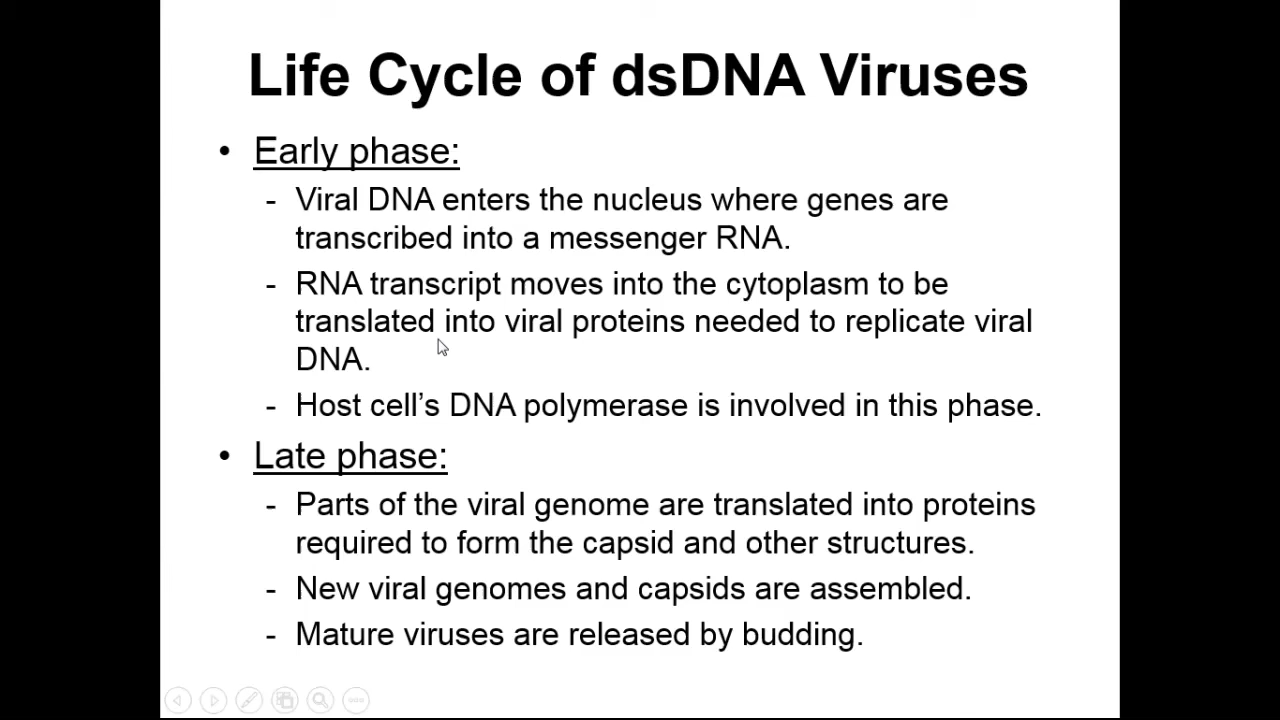 Life Cycle of dsDNA Viruses
• Early phase:
- Viral DNA enters the nucleus where genes are
transcribed into a messenger RNA.
- RNA transcript moves into the cytoplasm to be
translated into viral proteins needed to replicate viral
DNA.
- Host cell’s DNA polymerase is involved in this phase.
• Late phase:
- Parts of the viral genome are translated into proteins
required to form the capsid and other structures.
- New viral genomes and capsids are assembled.
- Mature viruses are released by budding.